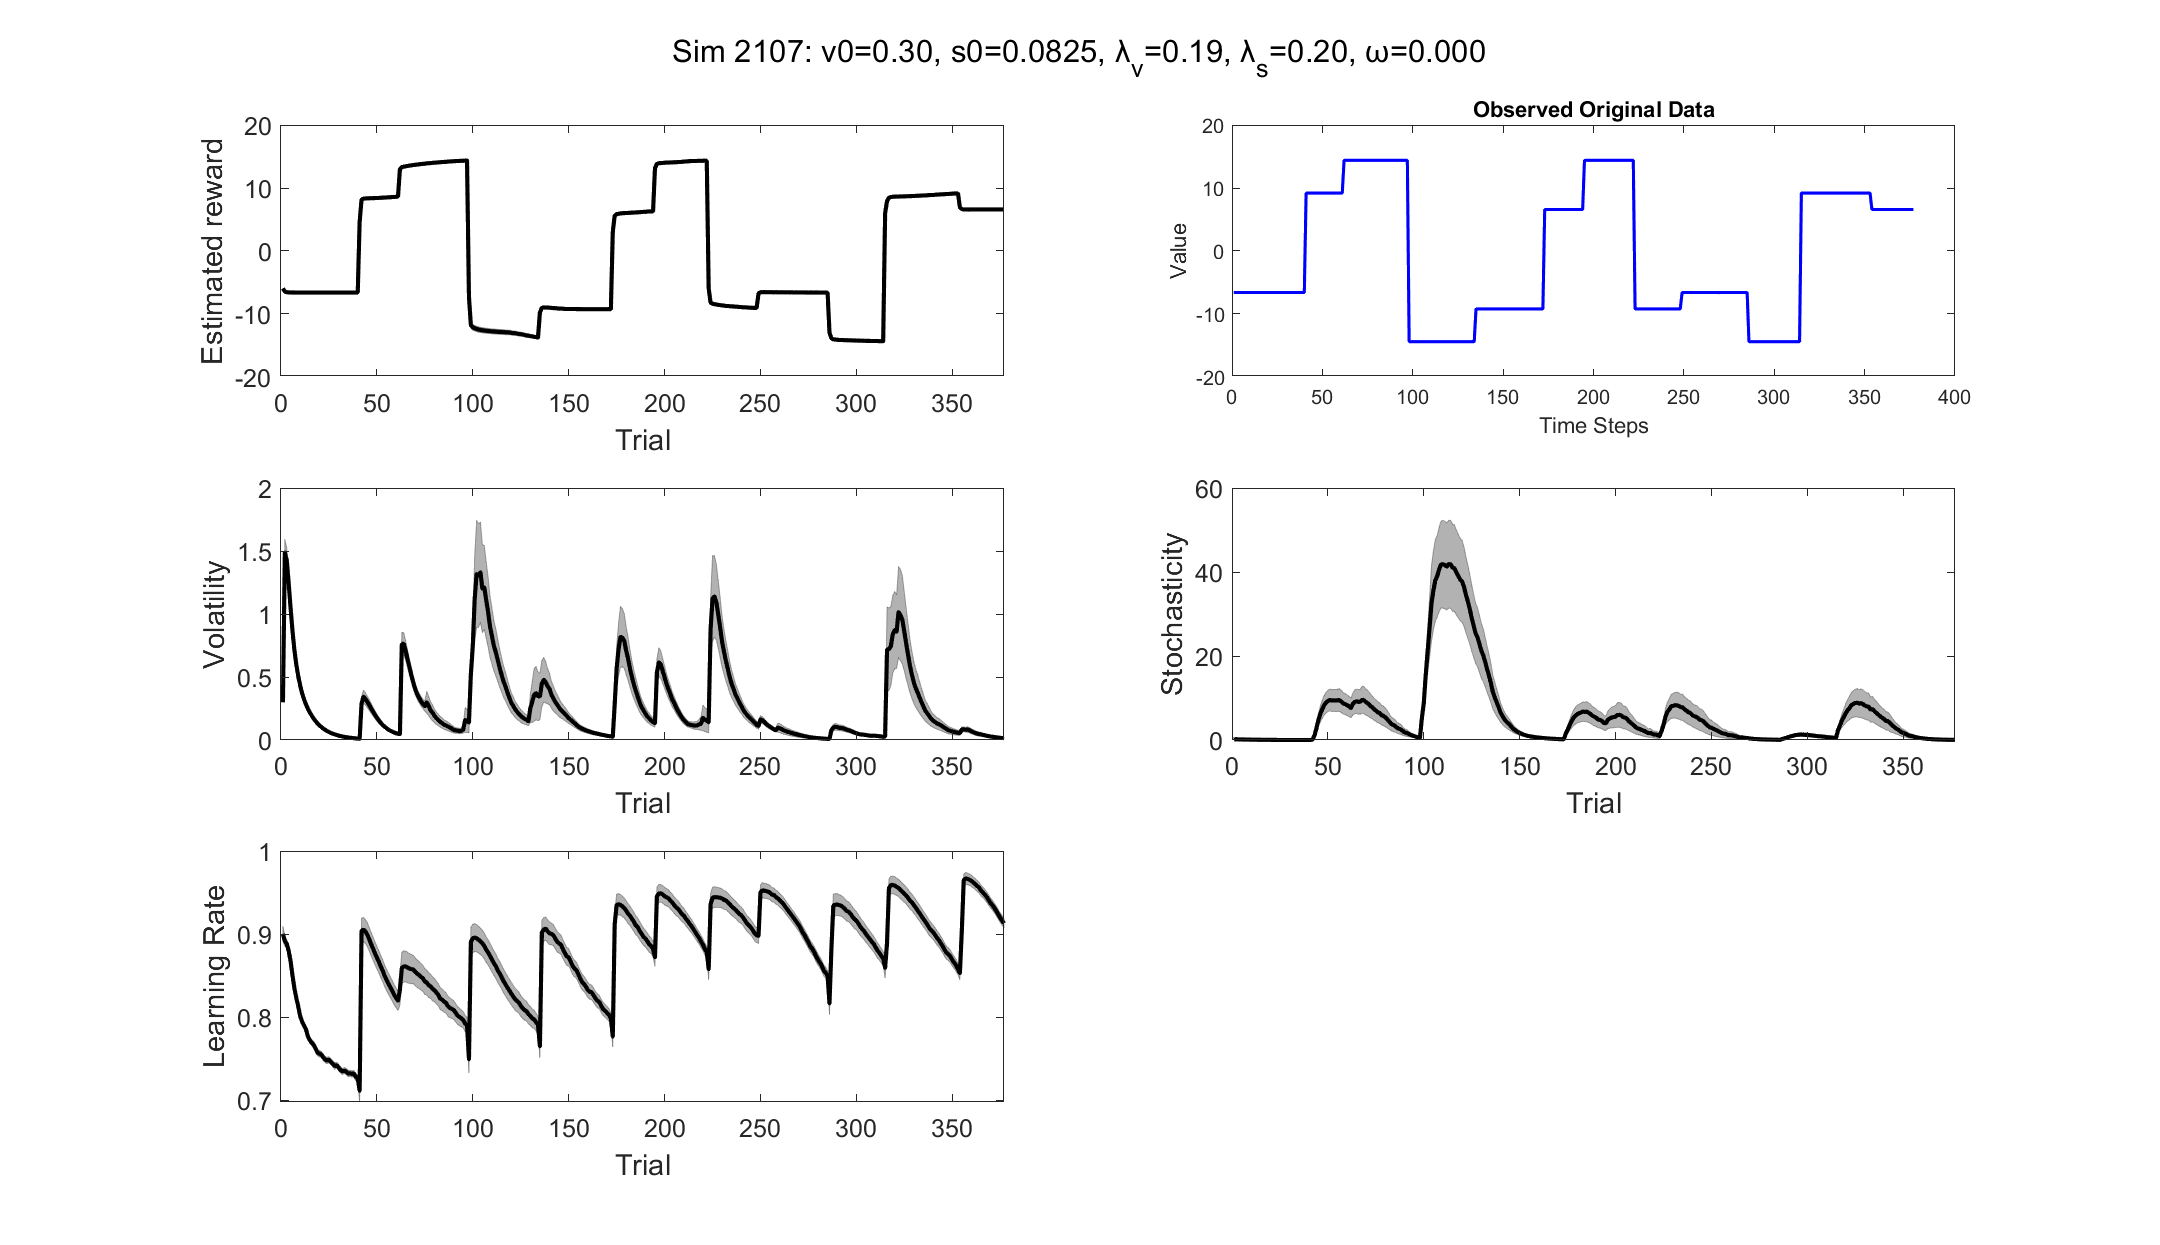 Sim 2107: v0=0.30, s0=0.0825, λ_v=0.19, λ_s=0.20, ω=0.000
20
10
0
-10
-20
Estimated reward
0 50 100 150 200 250 300 350
Trial
Observed Original Data
20
10
0
-10
-20
Value
0 50 100 150 200 250 300 350 400
Time Steps
2
1.5
1
0.5
0
Volatility
0 50 100 150 200 250 300 350
Trial
60
40
20
0
Stochasticity
0 50 100 150 200 250 300 350
Trial
1
0.9
0.8
0.7
Learning Rate
0 50 100 150 200 250 300 350
Trial